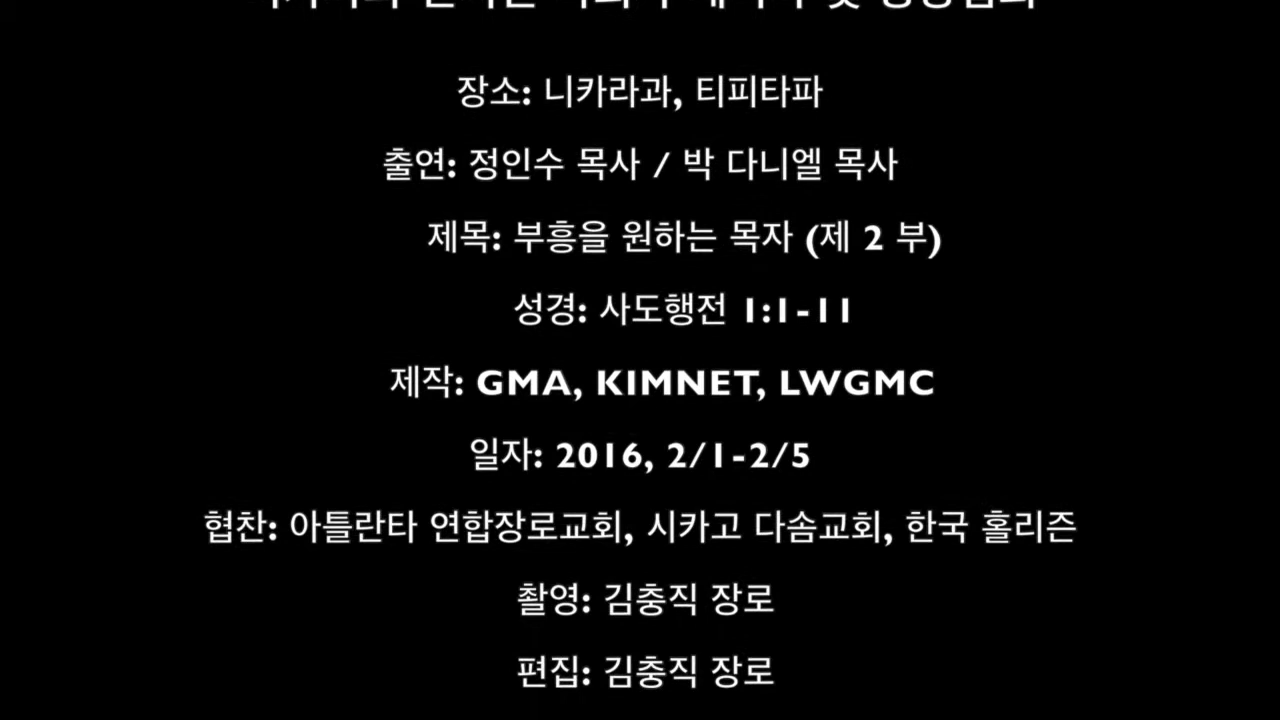 장소: 니카라과, 티피타파
출연: 정인수 목사 / 박 다니엘 목사
제목: 부흥을 원하는 목자 (제 2 부)
성경: 사도행전 1:1-11
제작: GMA, KIMNET, LWGMC
일자: 2016, 2/1-2/5
협찬: 아틀란타 연합장로교회, 시카고 다솜교회, 한국 홀리즌
촬영: 김충직 장로
편집: 김충직 장로